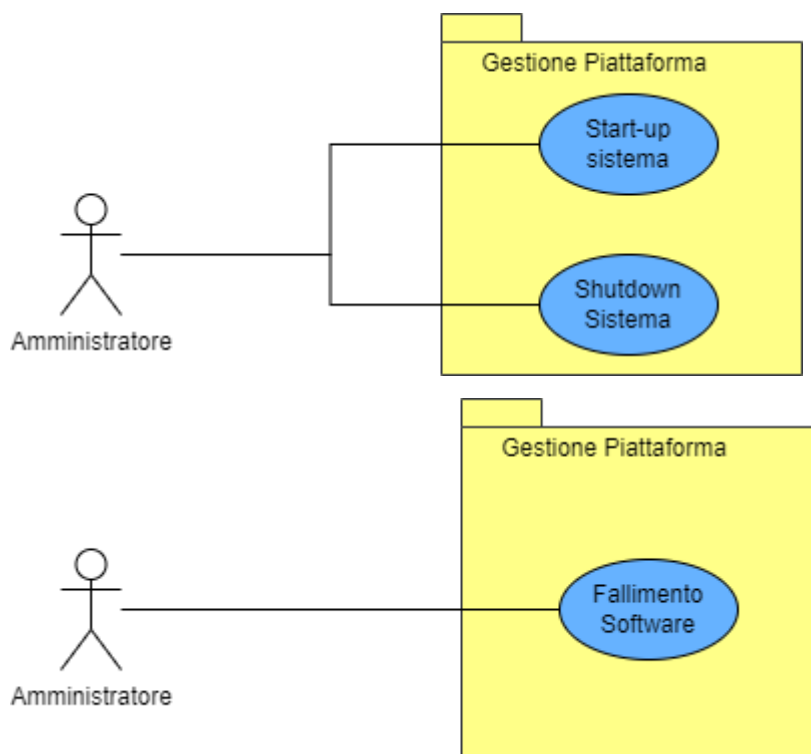 Gestione Piattaforma
Start-up
sistema
Shutdown
Sistema
Amministratore
Gestione Piattaforma
Fallimento
Software
Amministratore